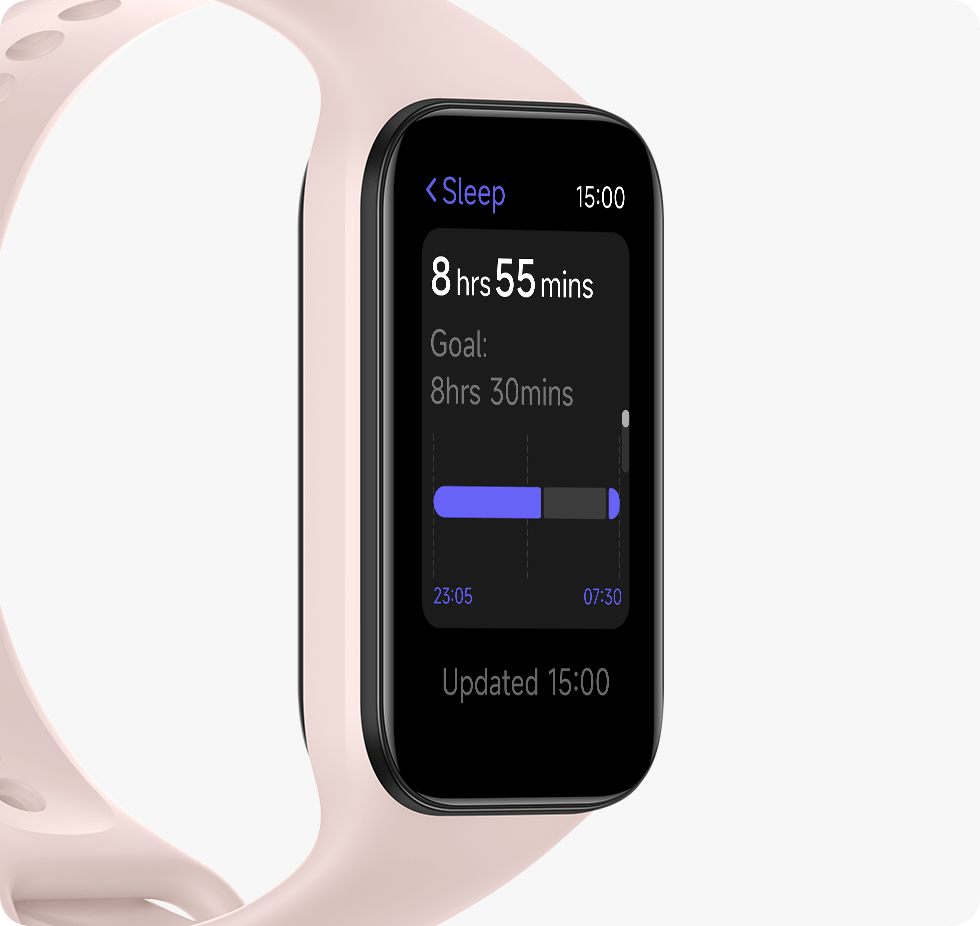 < Sleep 15:00
8 hrs 55 mins
Goal:
8hrs 30mins
23:05 07:30
Updated 15:00